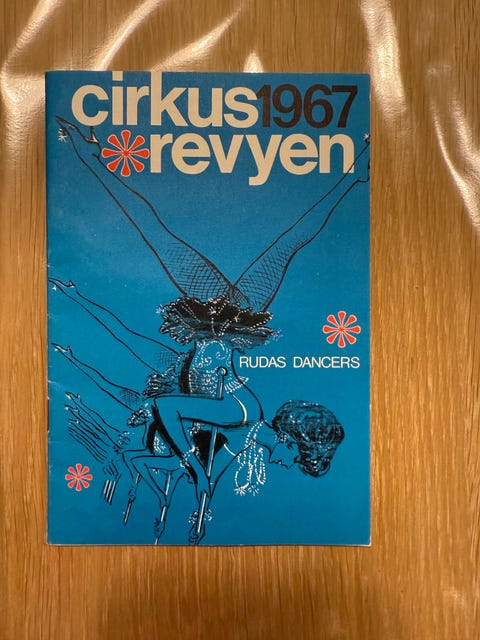 cirkus1967
revyen
RUDAS DANCERS